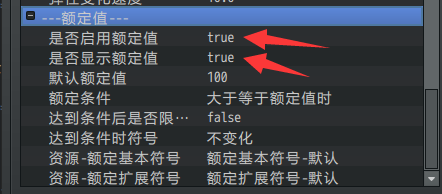 ---额定值---
是否启用额定值 true
是否显示额定值 true
默认额定值 100
额定条件 大于等于额定值时
达到条件后是否限… false
达到条件时符号 不变化
资源-额定基本符号 额定基本符号-默认
资源-额定扩展符号 额定扩展符号-默认